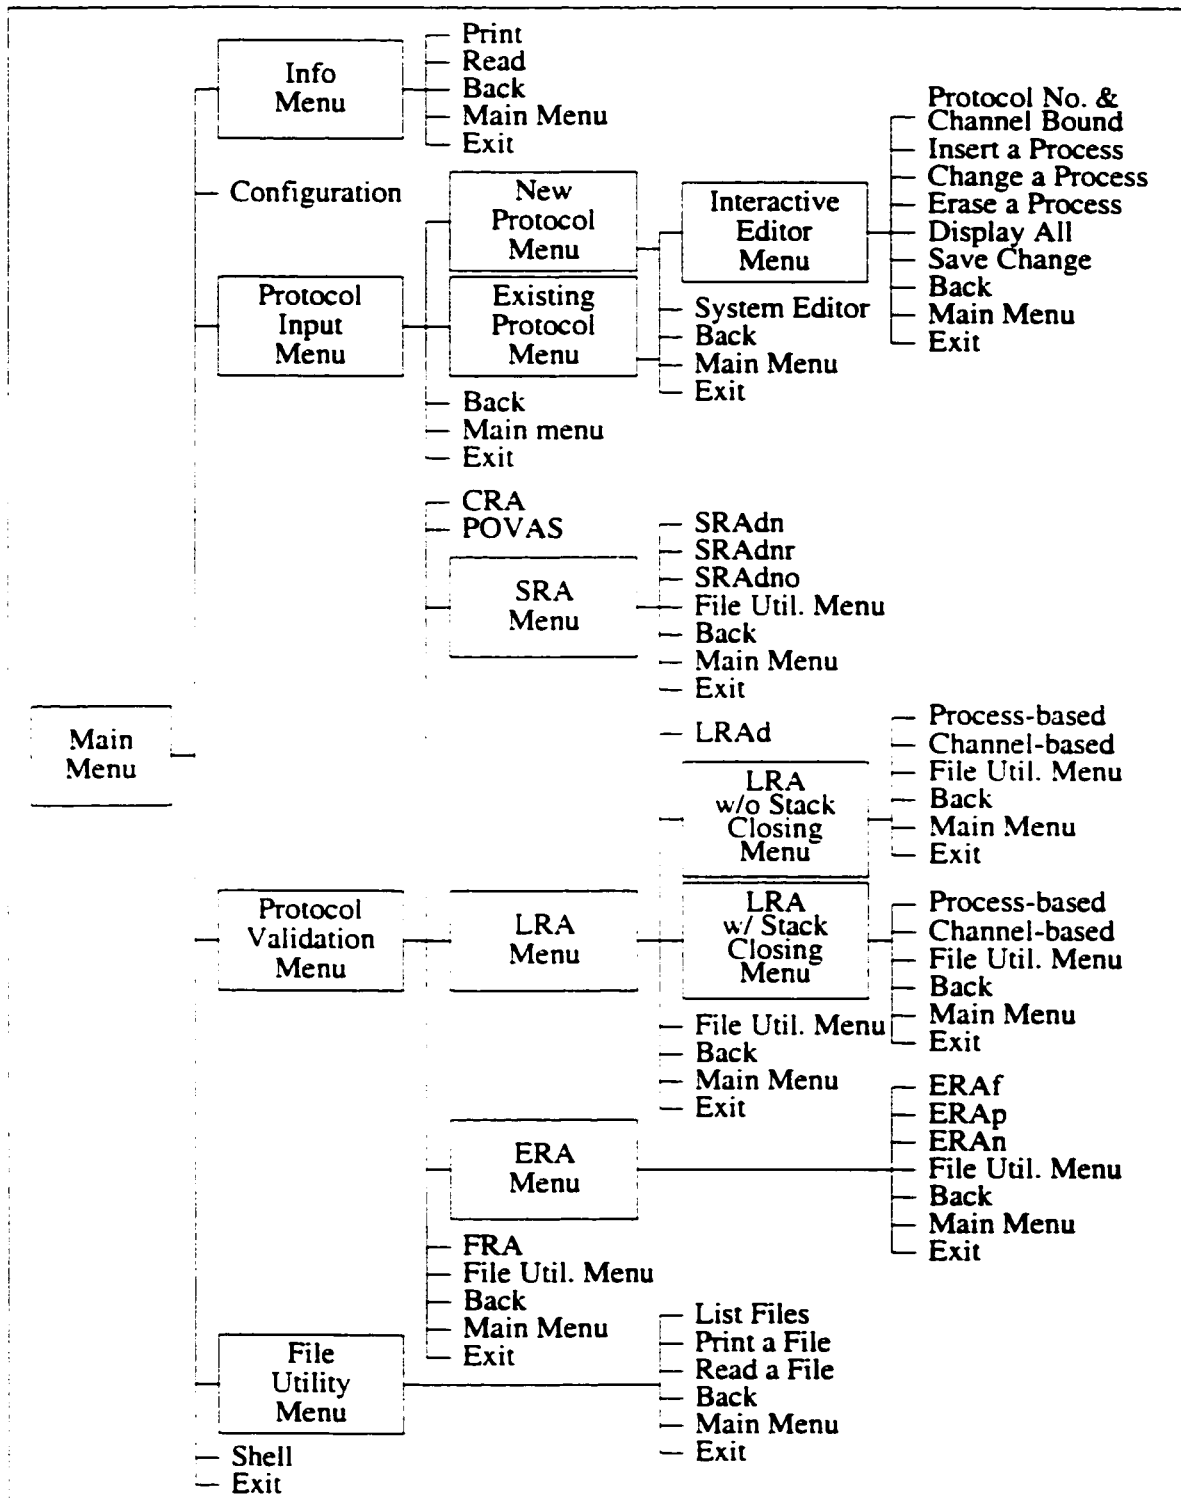 Print
Read
Back
Main Menu
Exit
Info
Menu
Configuration
New
Protocol
Menu
Interactive
Editor
Menu
Protocol No. &
Channel Bound
Insert a Process
Change a Process
Erase a Process
Display All
Save Change
Back
Main Menu
Exit
Protocol
Input
Menu
Existing
Protocol
Menu
System Editor
Back
Main Menu
Exit
Back
Main menu
Exit
CRA
POVAS
SRA
Menu
SRAdn
SRAdnr
SRAdno
File Util. Menu
Back
Main Menu
Exit
Main
Menu
LRAd
LRA
w/o Stack
Closing
Menu
Process-based
Channel-based
File Util. Menu
Back
Main Menu
Exit
Protocol
Validation
Menu
LRA
Menu
LRA
w/ Stack
Closing
Menu
Process-based
Channel-based
File Util. Menu
Back
Main Menu
Exit
File Util. Menu
Back
Main Menu
Exit
ERA
Menu
ERAf
ERAp
ERAn
File Util. Menu
Back
Main Menu
Exit
FRA
File Util. Menu
Back
Main Menu
Exit
File
Utility
Menu
List Files
Print a File
Read a File
Back
Main Menu
Exit
Shell
Exit